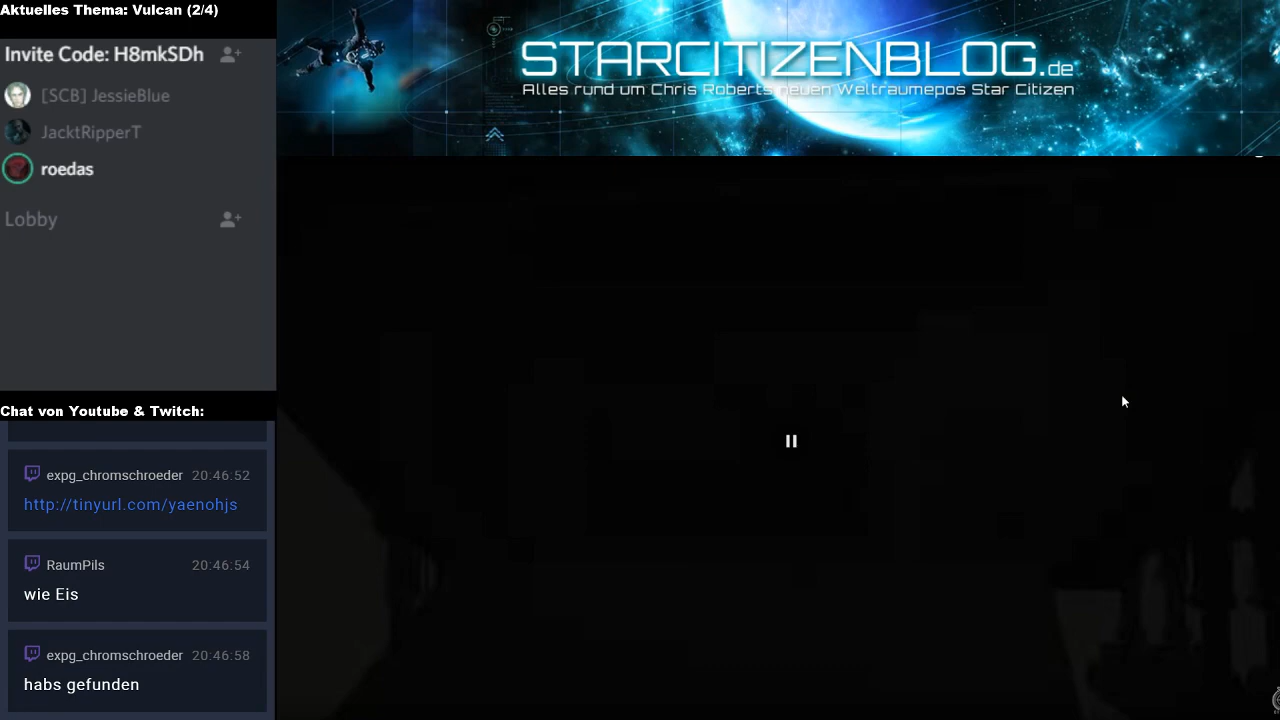 Aktuelles Thema: Vulcan (2/4)
Invite Code: H8mkSDh
[SCB] JessieBlue
JacktRipperT
roedas
Lobby
STARCITIZENBLOG.de
Alles rund um Chris Roberts neuen Weltraumepos Star Citizen
Chat von Youtube & Twitch:
expg_chromschroeder 20:46:52
http://tinyurl.com/yaenohjs
RaumPils 20:46:54
wie Eis
expg_chromschroeder 20:46:58
habs gefunden